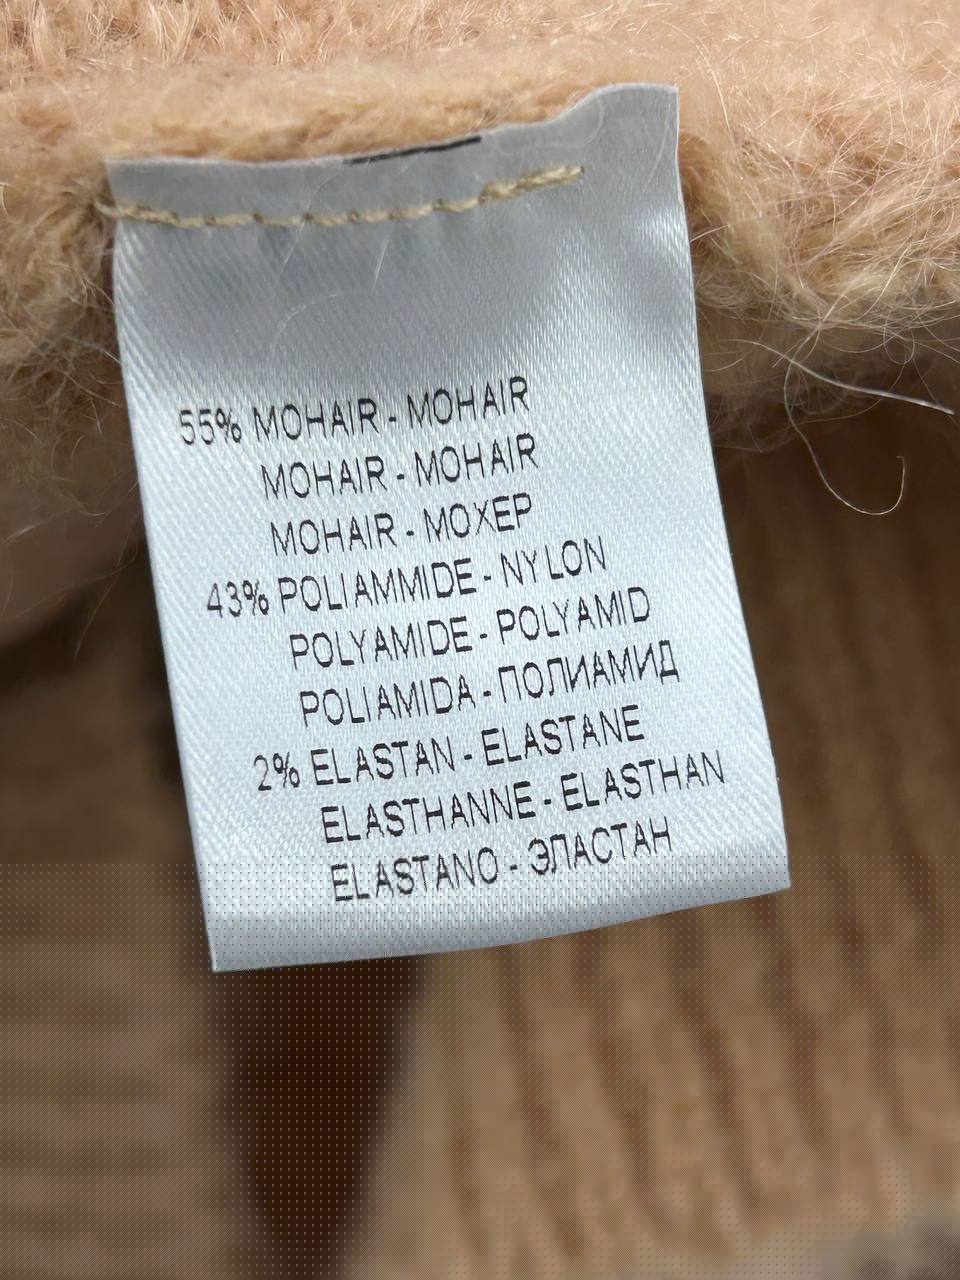 55% MOHAIR - MOHAIR
MOHAIR - MOHAIR
MOHAIR - МОХЕР
43% POLIAMMIDE - NYLON
POLYAMIDE - POLYAMID
POLIAMIDA - ПОЛИАМИД
2% ELASTAN - ELASTANE
ELASTHANNE - ELASTHAN
ELASTANO - ЭЛАСТАН